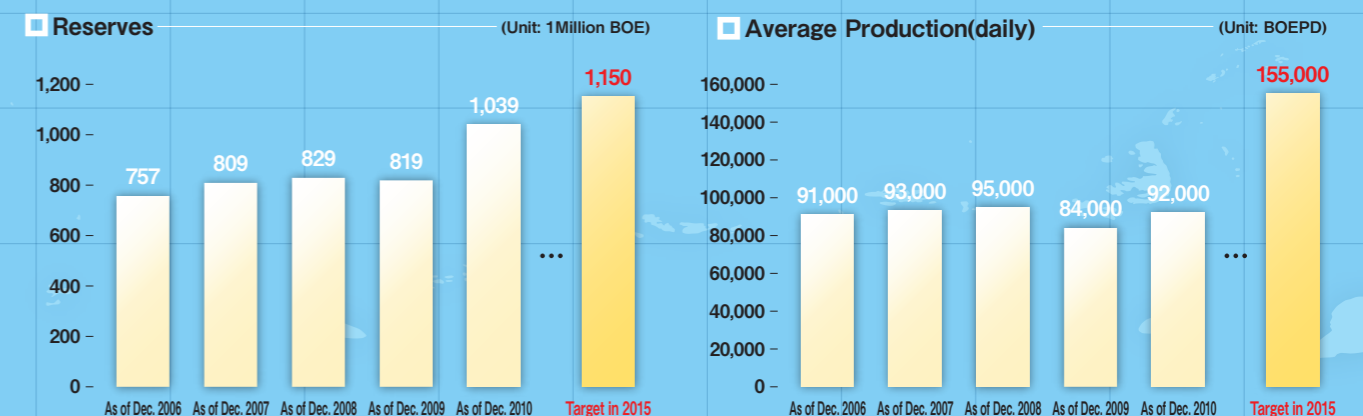 Reserves
(Unit: 1Million BOE)
1,200
1,000
800
600
400
200
0
757
809
829
819
1,039
...
1,150
As of Dec. 2006
As of Dec. 2007
As of Dec. 2008
As of Dec. 2009
As of Dec. 2010
Target in 2015
Average Production(daily)
(Unit: BOEPD)
160,000
140,000
120,000
100,000
80,000
60,000
40,000
20,000
0
91,000
93,000
95,000
84,000
92,000
...
155,000
As of Dec. 2006
As of Dec. 2007
As of Dec. 2008
As of Dec. 2009
As of Dec. 2010
Target in 2015